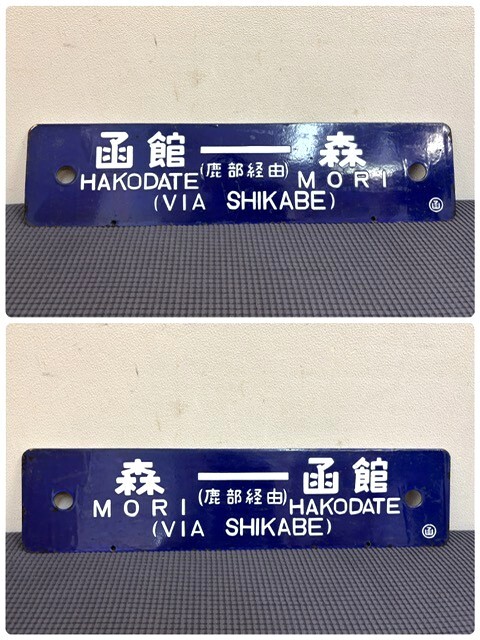 函館 ― 森
(鹿部経由)
HAKODATE MORI
(VIA SHIKABE)
函
森 ― 函館
(鹿部経由)
MORI HAKODATE
(VIA SHIKABE)
函